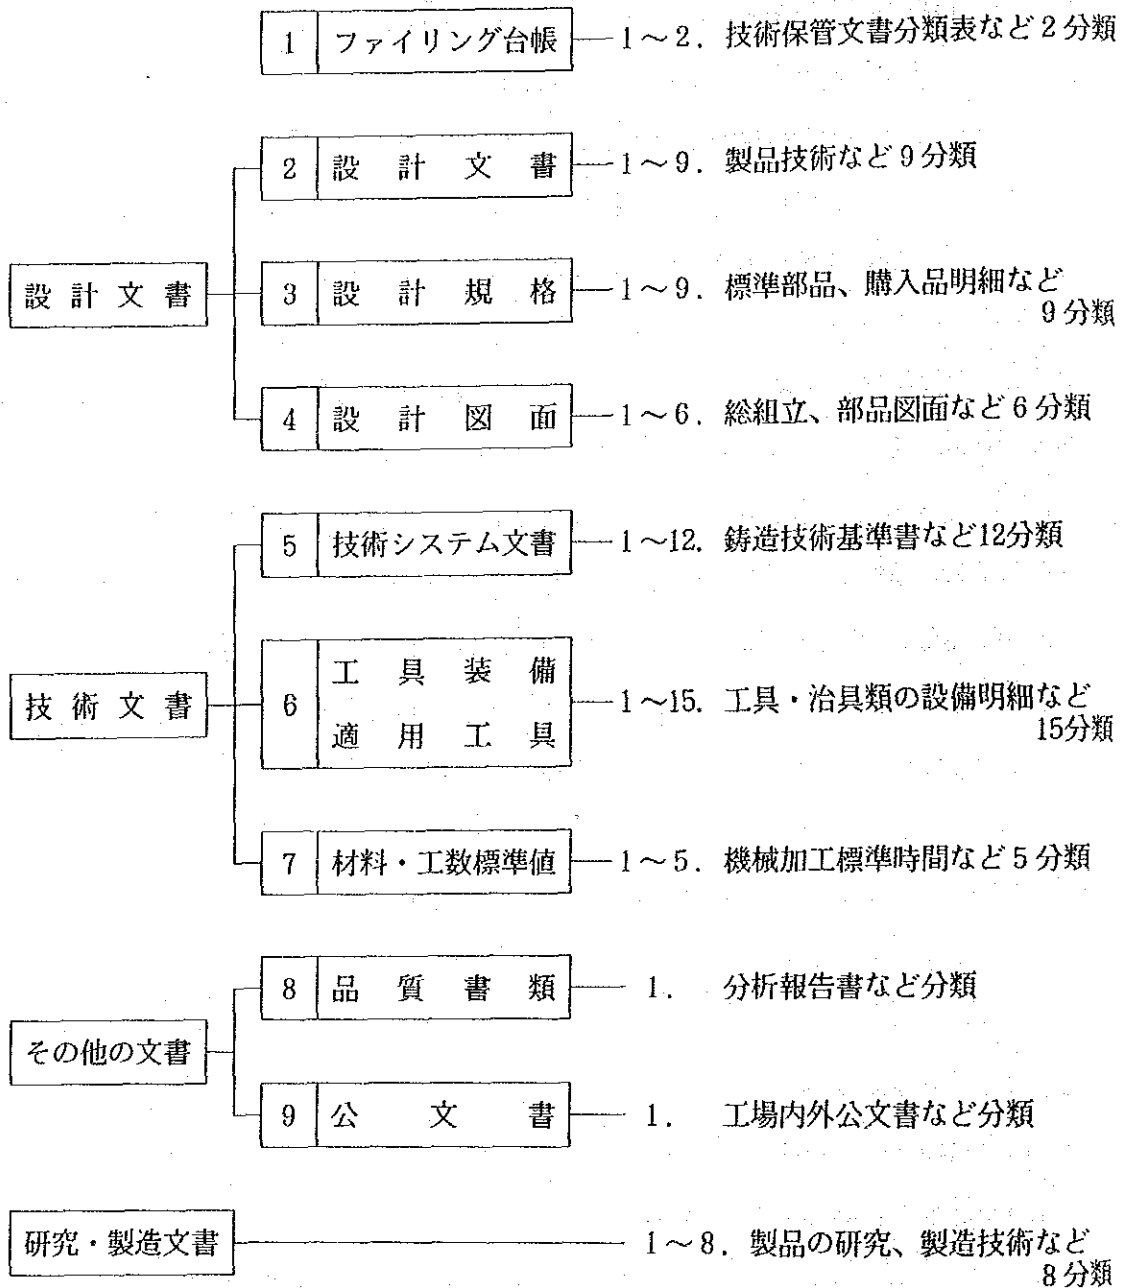 1 ファイリング台帳 1～2. 技術保管文書分類表など2分類
2 設計文書 1～9. 製品技術など9分類
設計文書 3 設計規格 1～9. 標準部品、購入品明細など
9分類
4 設計図面 1～6. 総組立、部品図面など6分類
5 技術システム文書 1～12. 鋳造技術基準書など12分類
技術文書 6 工具装備
適用工具 1～15. 工具・治具類の設備明細など
15分類
7 材料・工数標準値 1～5. 機械加工標準時間など5分類
8 品質書類 1. 分析報告書など分類
その他の文書
9 公文書 1. 工場内外公文書など分類
研究・製造文書 1～8. 製品の研究、製造技術など
8分類